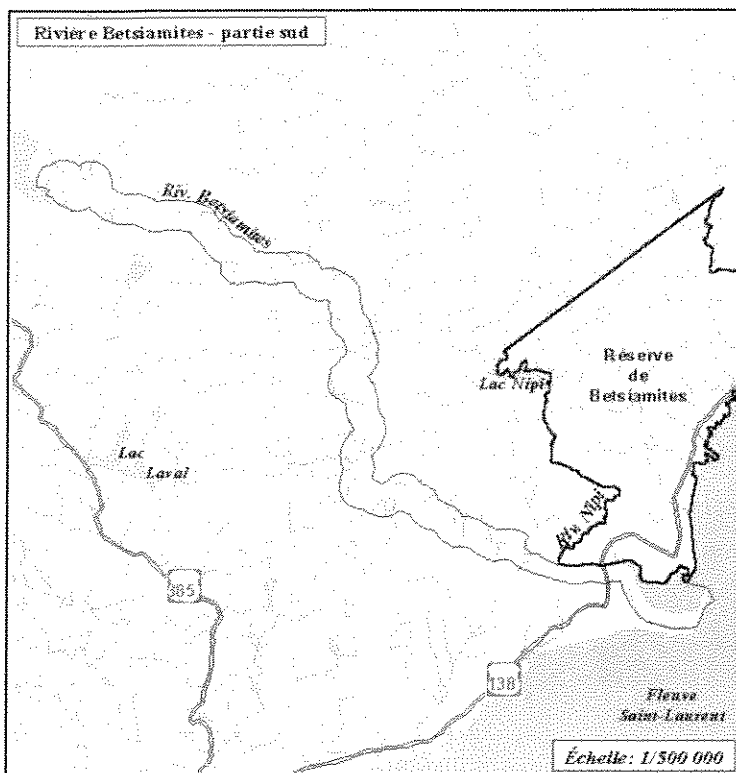 Rivière Betsiamites - partie sud
Riv. Betsiamites
Réserve
de
Betsiamites
Lac Nipi
Lac
Laval
Riv. Nipi
385
138
Fleuve
Saint-Laurent
Échelle: 1/500 000